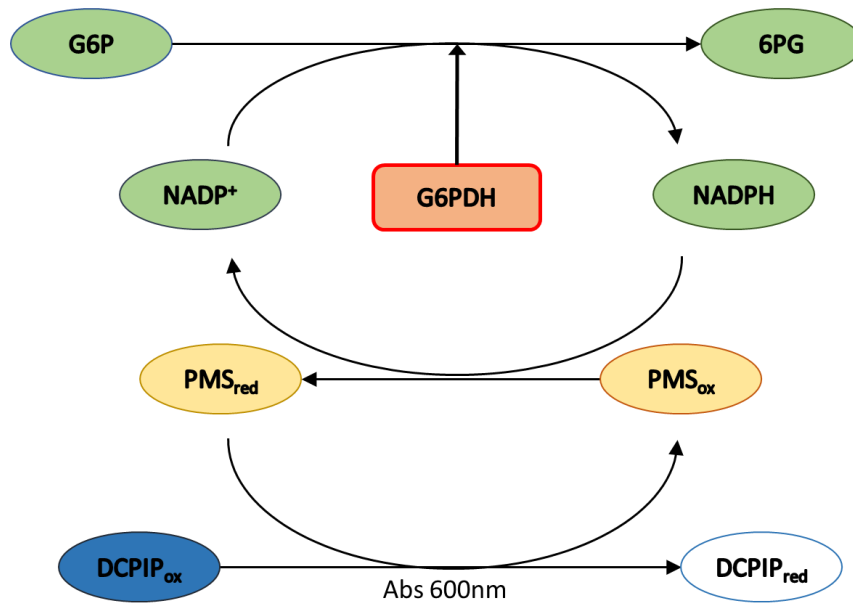 G6P
6PG
NADP⁺
G6PDH
NADPH
PMSred
PMSox
DCPIPox
DCPIPred
Abs 600nm